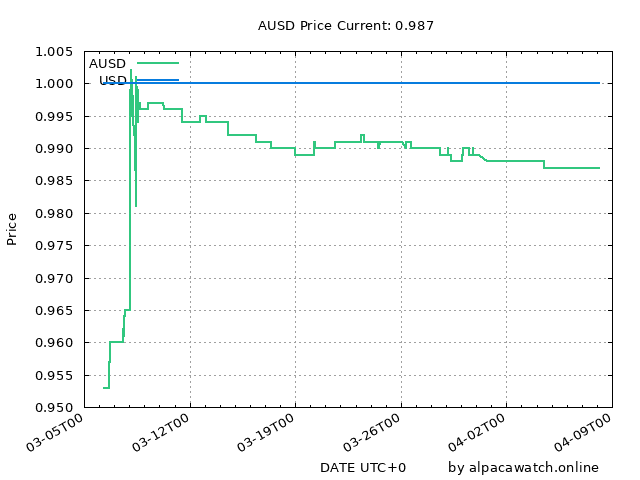 AUSD Price Current: 0.987
1.005
1.000
0.995
0.990
0.985
0.980
0.975
0.970
0.965
0.960
0.955
0.950
Price
AUSD
USD
03-05T00
03-12T00
03-19T00
03-26T00
04-02T00
04-09T00
DATE UTC+0
by alpacawatch.online